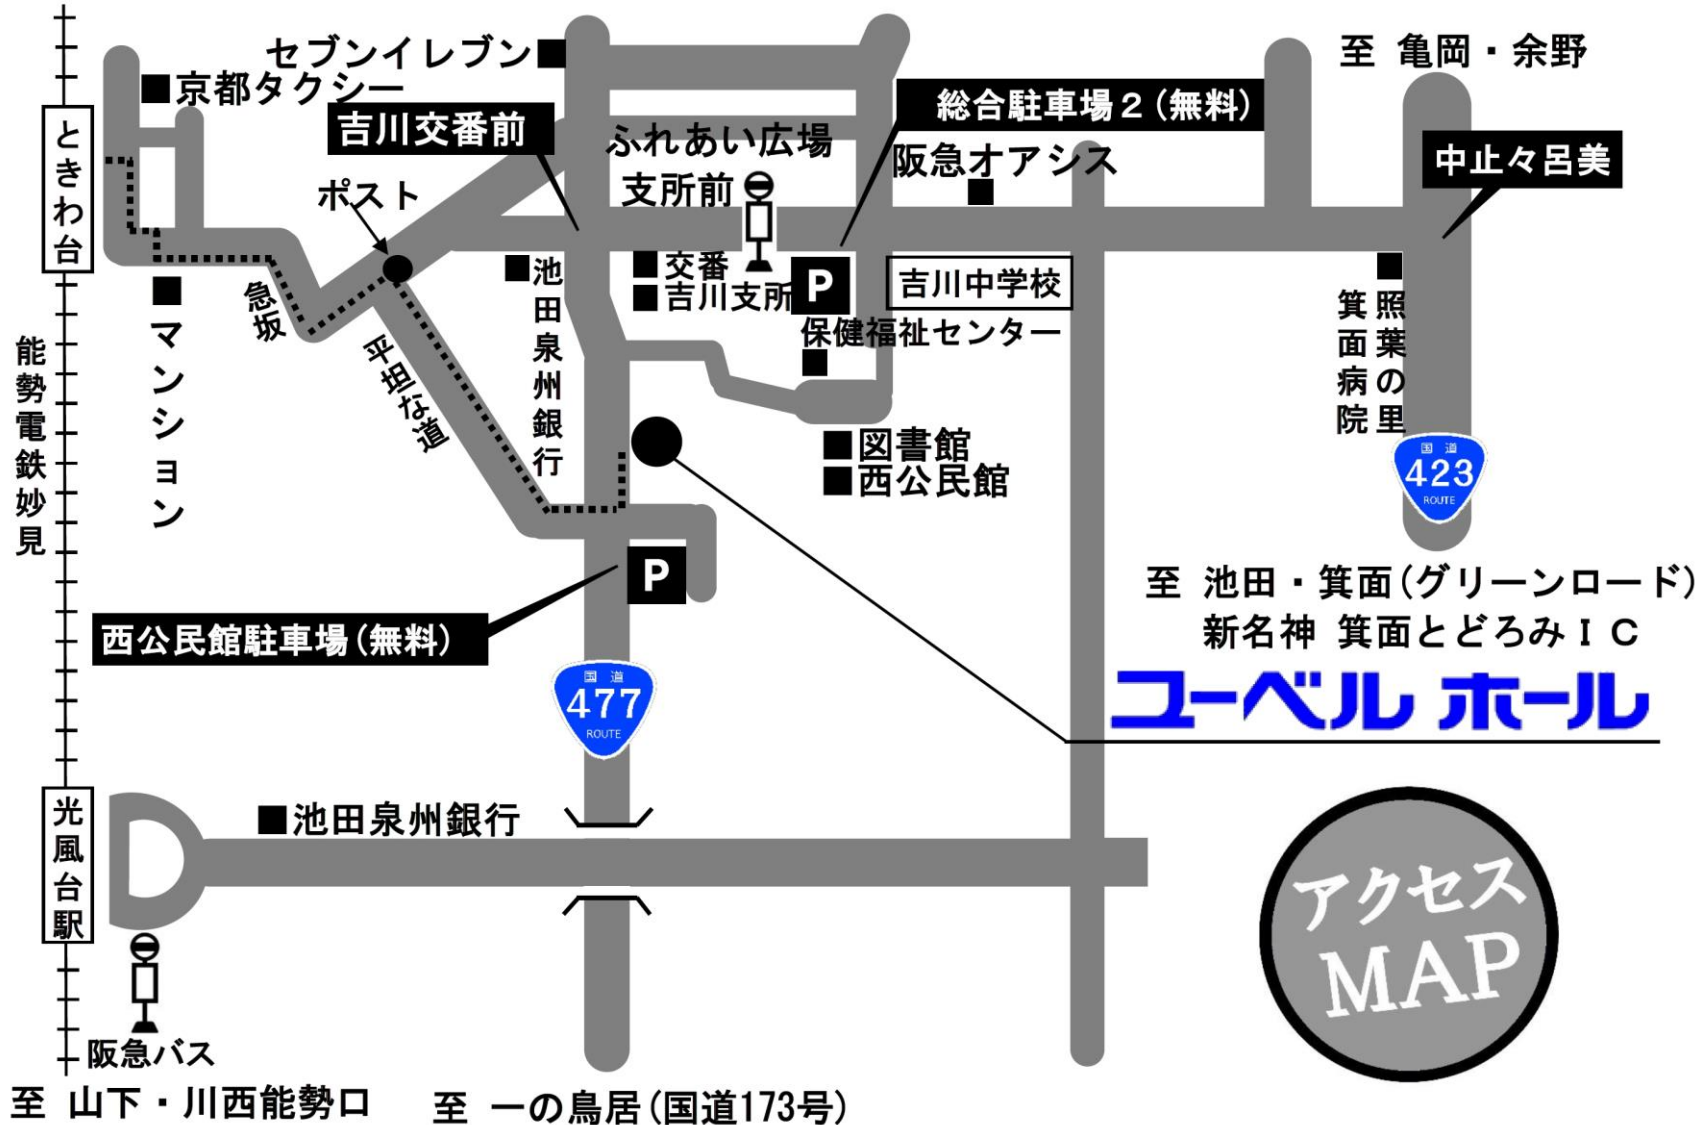 セブンイレブン
京都タクシー
至 亀岡・余野
総合駐車場2(無料)
吉川交番前
ふれあい広場
中止々呂美
阪急オアシス
ときわ台
支所前
ポスト
交番
吉川支所
P
吉川中学校
池田泉州銀行
急坂
マンション
平坦な道
保健福祉センター
照葉の里
箕面病院
能勢電鉄妙見
図書館
西公民館
国道
423
ROUTE
P
至 池田・箕面(グリーンロード)
新名神 箕面とどろみIC
西公民館駐車場(無料)
国道
477
ROUTE
ユーベル ホール
光風台駅
池田泉州銀行
アクセス
MAP
阪急バス
至 山下・川西能勢口
至 一の鳥居(国道173号)